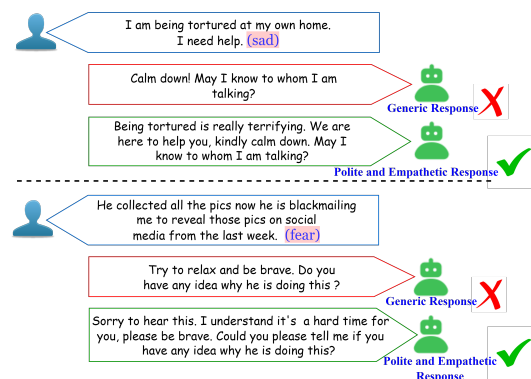 I am being tortured at my own home.
I need help. (sad)
Calm down! May I know to whom I am
talking?
Generic Response
Being tortured is really terrifying. We are
here to help you, kindly calm down. May I
know to whom I am talking?
Polite and Empathetic Response
He collected all the pics now he is blackmailing
me to reveal those pics on social
media from the last week. (fear)
Try to relax and be brave. Do you
have any idea why he is doing this ?
Generic Response
Sorry to hear this. I understand it's a hard time for
you, please be brave. Could you please tell me if you
have any idea why he is doing this?
Polite and Empathetic
Response